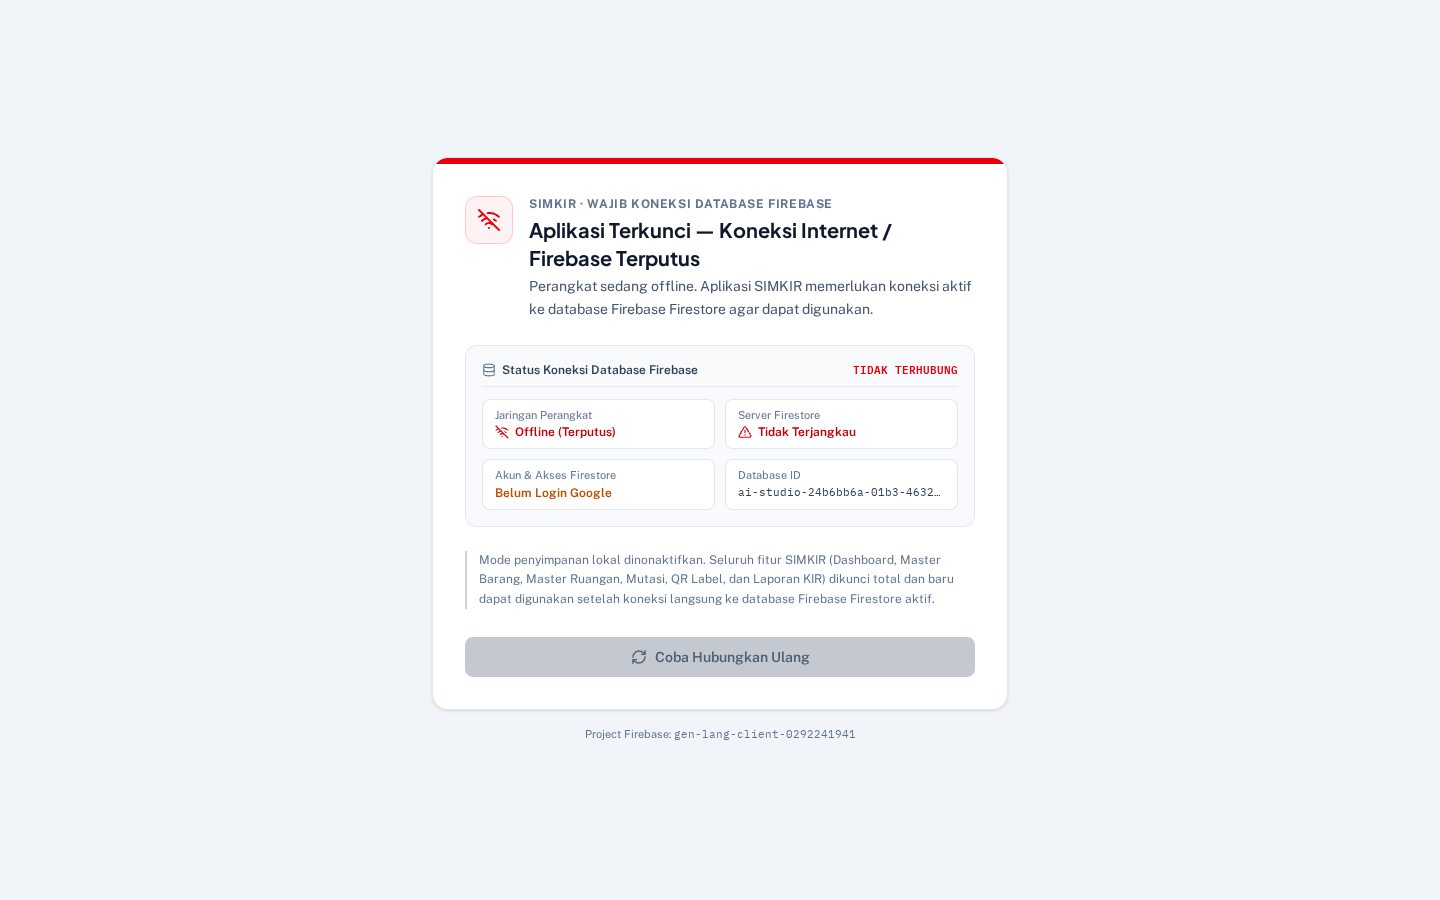 SIMKIR · WAJIB KONEKSI DATABASE FIREBASE
Aplikasi Terkunci — Koneksi Internet /
Firebase Terputus
Perangkat sedang offline. Aplikasi SIMKIR memerlukan koneksi aktif
ke database Firebase Firestore agar dapat digunakan.
Status Koneksi Database Firebase
TIDAK TERHUBUNG
Jaringan Perangkat
Offline (Terputus)
Server Firestore
Tidak Terjangkau
Akun & Akses Firestore
Belum Login Google
Database ID
ai-studio-24b6bb6a-01b3-4632…
Mode penyimpanan lokal dinonaktifkan. Seluruh fitur SIMKIR (Dashboard, Master
Barang, Master Ruangan, Mutasi, QR Label, dan Laporan KIR) dikunci total dan baru
dapat digunakan setelah koneksi langsung ke database Firebase Firestore aktif.
Coba Hubungkan Ulang
Project Firebase: gen-lang-client-0292241941